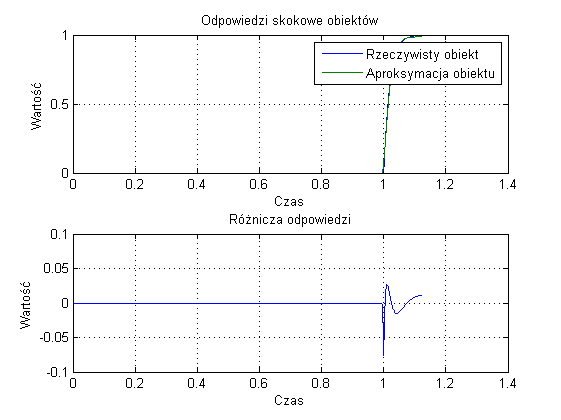 Odpowiedzi skokowe obiektów
1
0.5
0
Wartość
Rzeczywisty obiekt
Aproksymacja obiektu
0 0.2 0.4 0.6 0.8 1 1.2 1.4
Czas
Różnicza odpowiedzi
0.1
0.05
0
-0.05
-0.1
Wartość
0 0.2 0.4 0.6 0.8 1 1.2 1.4
Czas